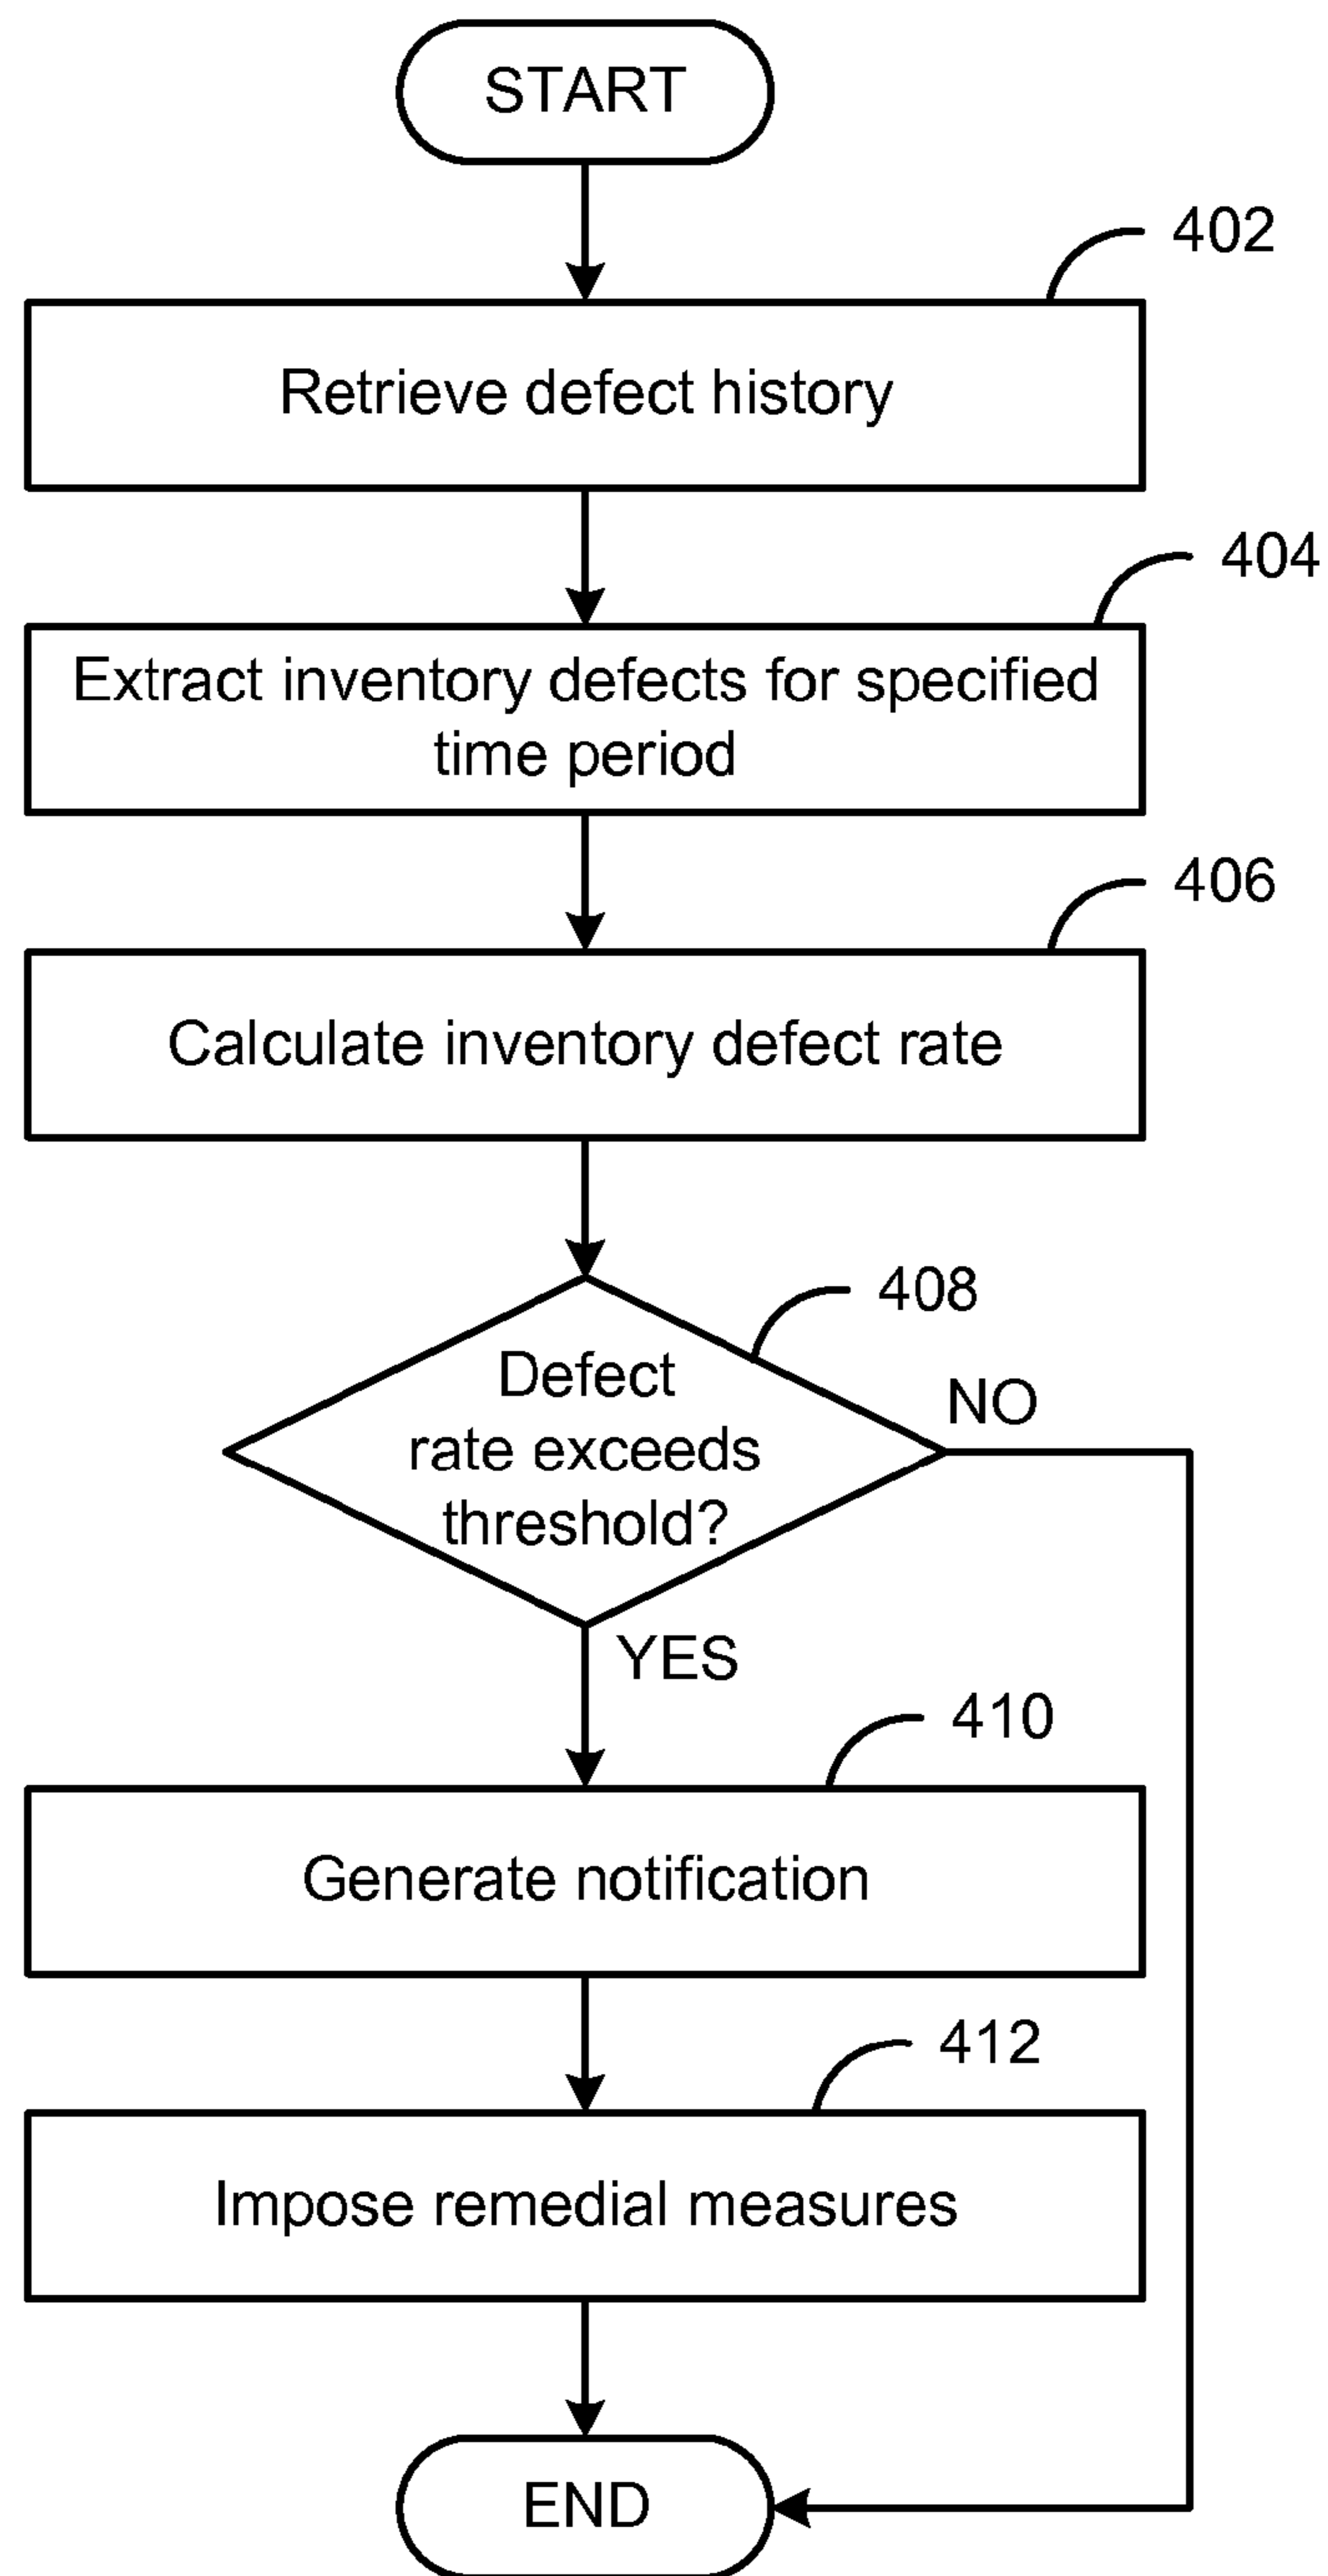 START
402
Retrieve defect history
404
Extract inventory defects for specified
time period
406
Calculate inventory defect rate
408
Defect
rate exceeds
threshold?
NO
YES
410
Generate notification
412
Impose remedial measures
END